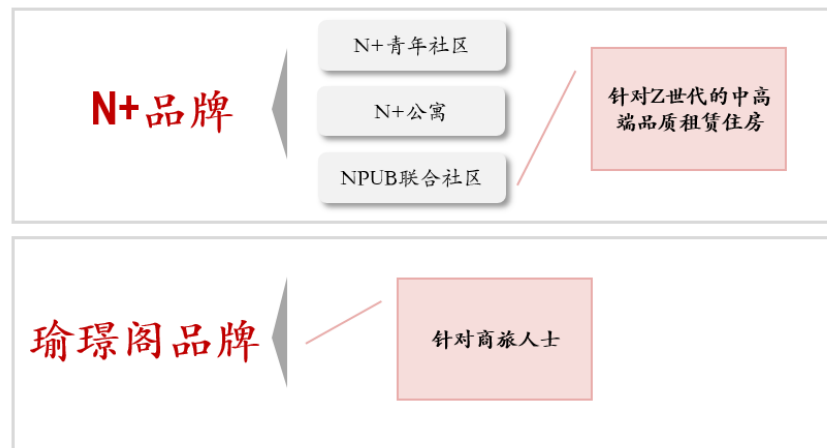 N+青年社区
N+品牌
N+公寓
NPUB联合社区
针对Z世代的中高
端品质租赁住房
瑜璟阁品牌
针对商旅人士